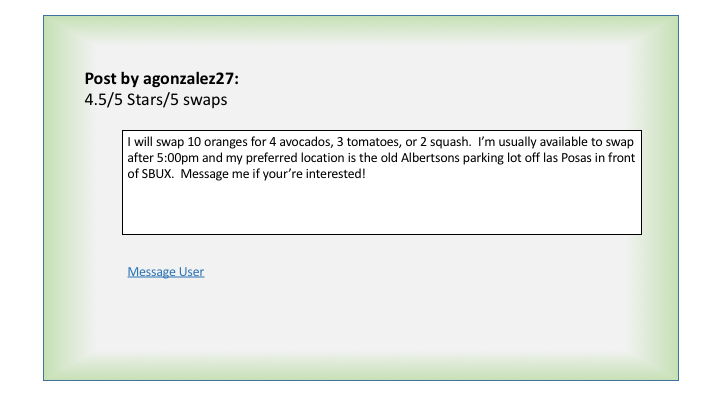 Post by agonzalez27:
4.5/5 Stars/5 swaps
I will swap 10 oranges for 4 avocados, 3 tomatoes, or 2 squash.  I'm usually available to swap
after 5:00pm and my preferred location is the old Albertsons parking lot off las Posas in front
of SBUX.  Message me if your're interested!
Message User